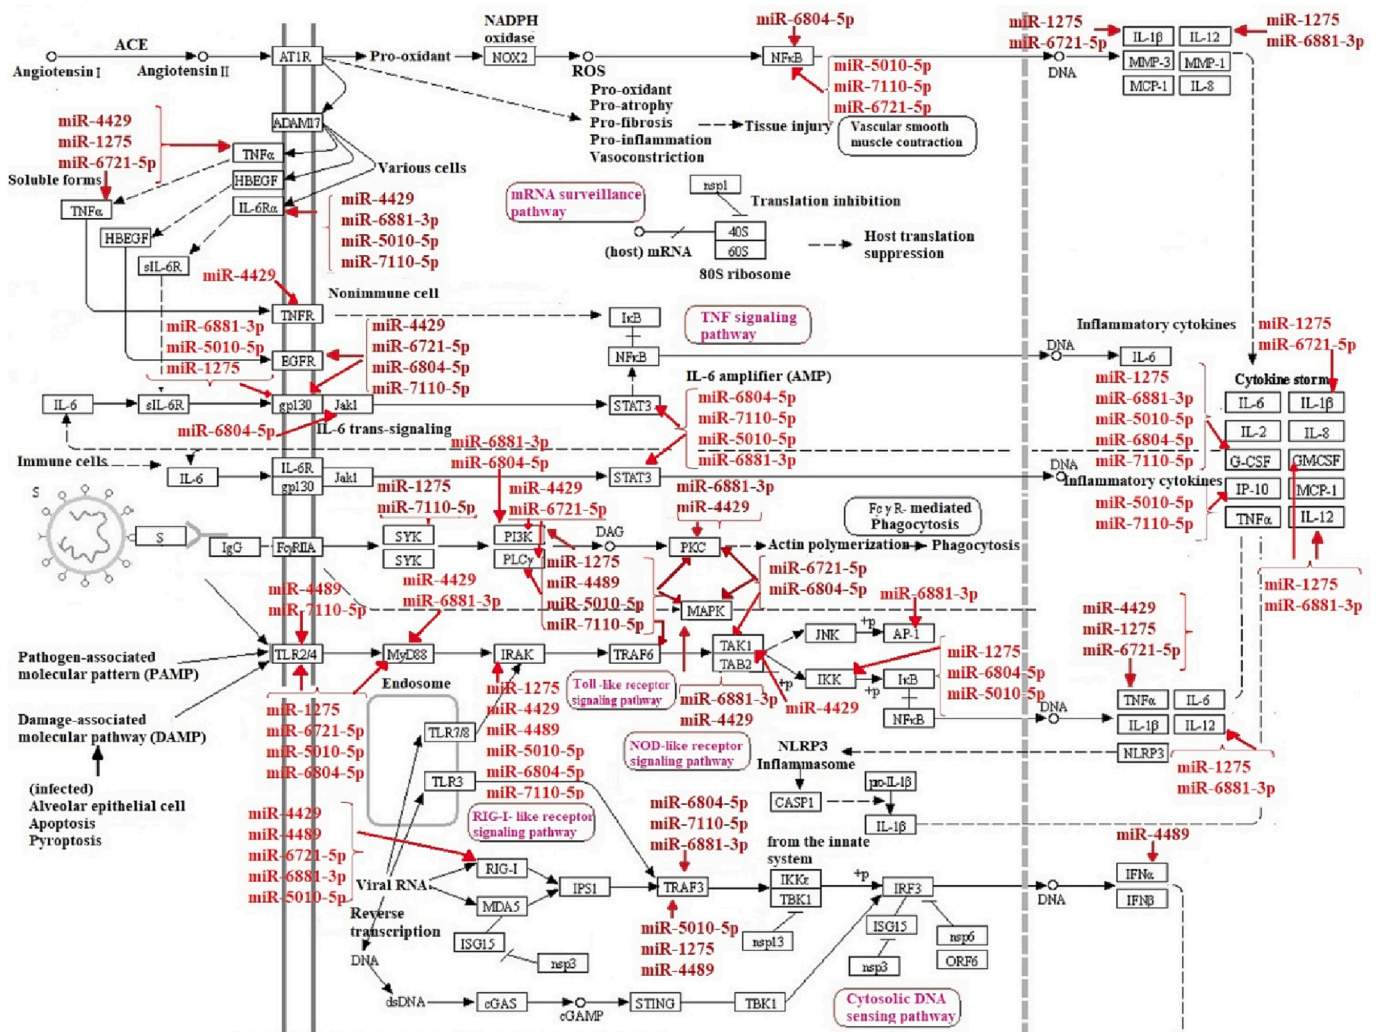 miR-6804-5p
miR-1275
miR-6721-5p
miR-1275
miR-6881-3p
NADPH
oxidase
ACE
Angiotensin I
Angiotensin II
AT1R
Pro-oxidant
NOX2
ROS
NFκB
DNA
IL-1β
IL-12
MMP-3
MMP-1
MCP-1
IL-8
miR-5010-5p
miR-7110-5p
miR-6721-5p
Pro-oxidant
Pro-atrophy
Pro-fibrosis
Pro-inflammation
Vasoconstriction
Tissue injury
Vascular smooth
muscle contraction
ADAM17
miR-4429
miR-1275
miR-6721-5p
TNFα
HBEGF
IL-6Rα
Various cells
Soluble forms
TNFα
HBEGF
sIL-6R
miR-4429
miR-6881-3p
miR-5010-5p
miR-7110-5p
mRNA surveillance
pathway
nsp1
Translation inhibition
(host) mRNA
40S
60S
80S ribosome
Host translation
suppression
miR-4429
Nonimmune cell
TNFR
IκB
NFκB
TNF signaling
pathway
DNA
Inflammatory cytokines
IL-6
miR-1275
miR-6721-5p
miR-6881-3p
miR-5010-5p
miR-1275
EGFR
miR-4429
miR-6721-5p
miR-6804-5p
miR-7110-5p
IL-6 amplifier (AMP)
IL-6
sIL-6R
gp130
Jak1
STAT3
miR-6804-5p
IL-6 trans-signaling
miR-6804-5p
miR-7110-5p
miR-5010-5p
miR-6881-3p
miR-1275
miR-6881-3p
miR-5010-5p
miR-6804-5p
miR-7110-5p
Cytokine storm
IL-6
IL-1β
IL-2
IL-8
G-CSF
GMCSF
IP-10
MCP-1
TNFα
IL-12
Immune cells
IL-6
IL-6R
gp130
Jak1
miR-6881-3p
miR-6804-5p
STAT3
DNA
Inflammatory cytokines
miR-5010-5p
miR-7110-5p
S
S
IgG
FcγRIIA
miR-1275
miR-7110-5p
SYK
SYK
miR-4429
miR-6721-5p
PI3K
PLCγ
DAG
miR-6881-3p
miR-4429
PKC
FcγR- mediated
Phagocytosis
Actin polymerization
Phagocytosis
miR-1275
miR-4489
miR-5010-5p
miR-7110-5p
MAPK
miR-6721-5p
miR-6804-5p
miR-1275
miR-6881-3p
miR-4489
miR-7110-5p
miR-4429
miR-6881-3p
miR-6881-3p
miR-4429
miR-1275
miR-6721-5p
Pathogen-associated
molecular pattern (PAMP)
TLR2/4
MyD88
IRAK
TRAF6
TAK1
TAB2
JNK
+p
AP-1
+p
IKK
+p
IκB
NFκB
miR-1275
miR-6804-5p
miR-5010-5p
miR-4429
Toll-like receptor
signaling pathway
miR-6881-3p
miR-4429
DNA
TNFα
IL-6
IL-1β
IL-12
NLRP3
miR-1275
miR-6881-3p
Damage-associated
molecular pathway (DAMP)
miR-1275
miR-6721-5p
miR-5010-5p
miR-6804-5p
Endosome
TLR7/8
TLR3
miR-1275
miR-4429
miR-4489
miR-5010-5p
miR-6804-5p
miR-7110-5p
NOD-like receptor
signaling pathway
NLRP3
Inflammasome
CASP1
pro-IL-1β
IL-1β
(infected)
Alveolar epithelial cell
Apoptosis
Pyroptosis
RIG-I- like receptor
signaling pathway
miR-4429
miR-4489
miR-6721-5p
miR-6881-3p
miR-5010-5p
miR-6804-5p
miR-7110-5p
miR-6881-3p
from the innate
system
miR-4489
Viral RNA
RIG-I
MDA5
IPS1
TRAF3
IKKε
TBK1
+p
IRF3
DNA
IFNα
IFNβ
Reverse
transcription
ISG15
nsp3
miR-5010-5p
miR-1275
miR-4489
nsp13
ISG15
nsp3
nsp6
ORF6
DNA
dsDNA
cGAS
cGAMP
STING
TBK1
Cytosolic DNA
sensing pathway